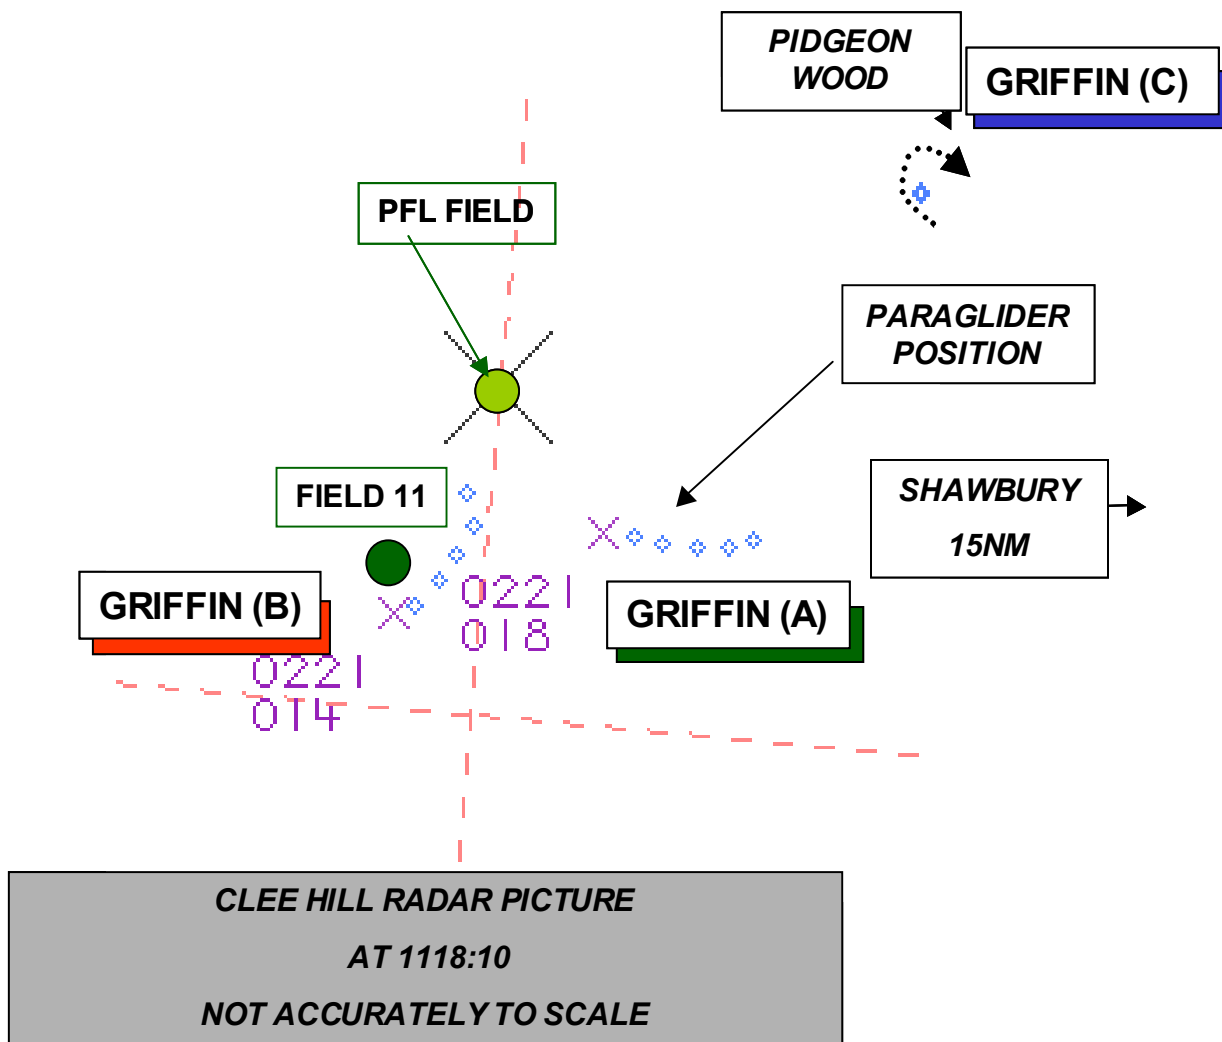 PIDGEON
WOOD
GRIFFIN (C)
PFL FIELD
PARAGLIDER
POSITION
FIELD 11
SHAWBURY
15NM
GRIFFIN (B)
0221
018
GRIFFIN (A)
0221
014
CLEE HILL RADAR PICTURE
AT 1118:10
NOT ACCURATELY TO SCALE